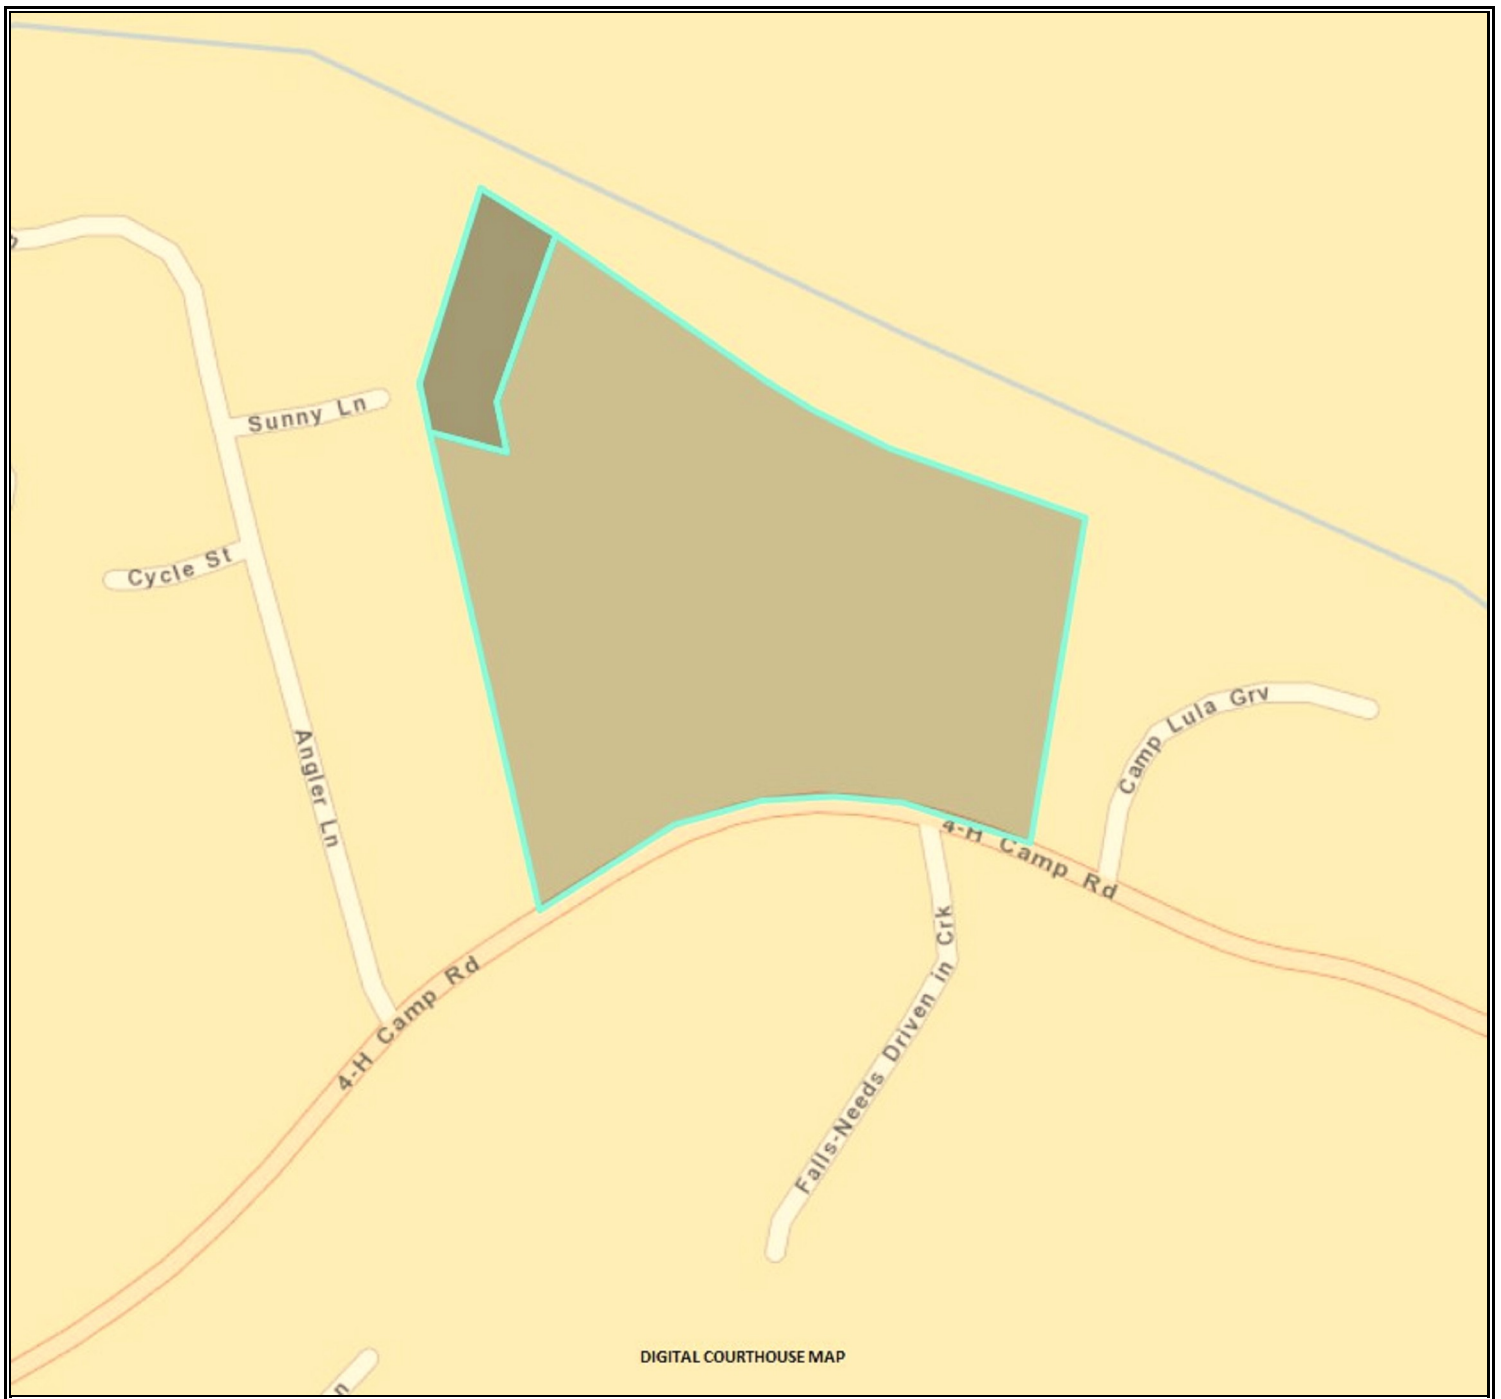 Sunny Ln
Cycle St
Camp Lula Grv
Angler Ln
4-H Camp Rd
Crk
4-H Camp Rd
Falls-Needs Driven in
DIGITAL COURTHOUSE MAP